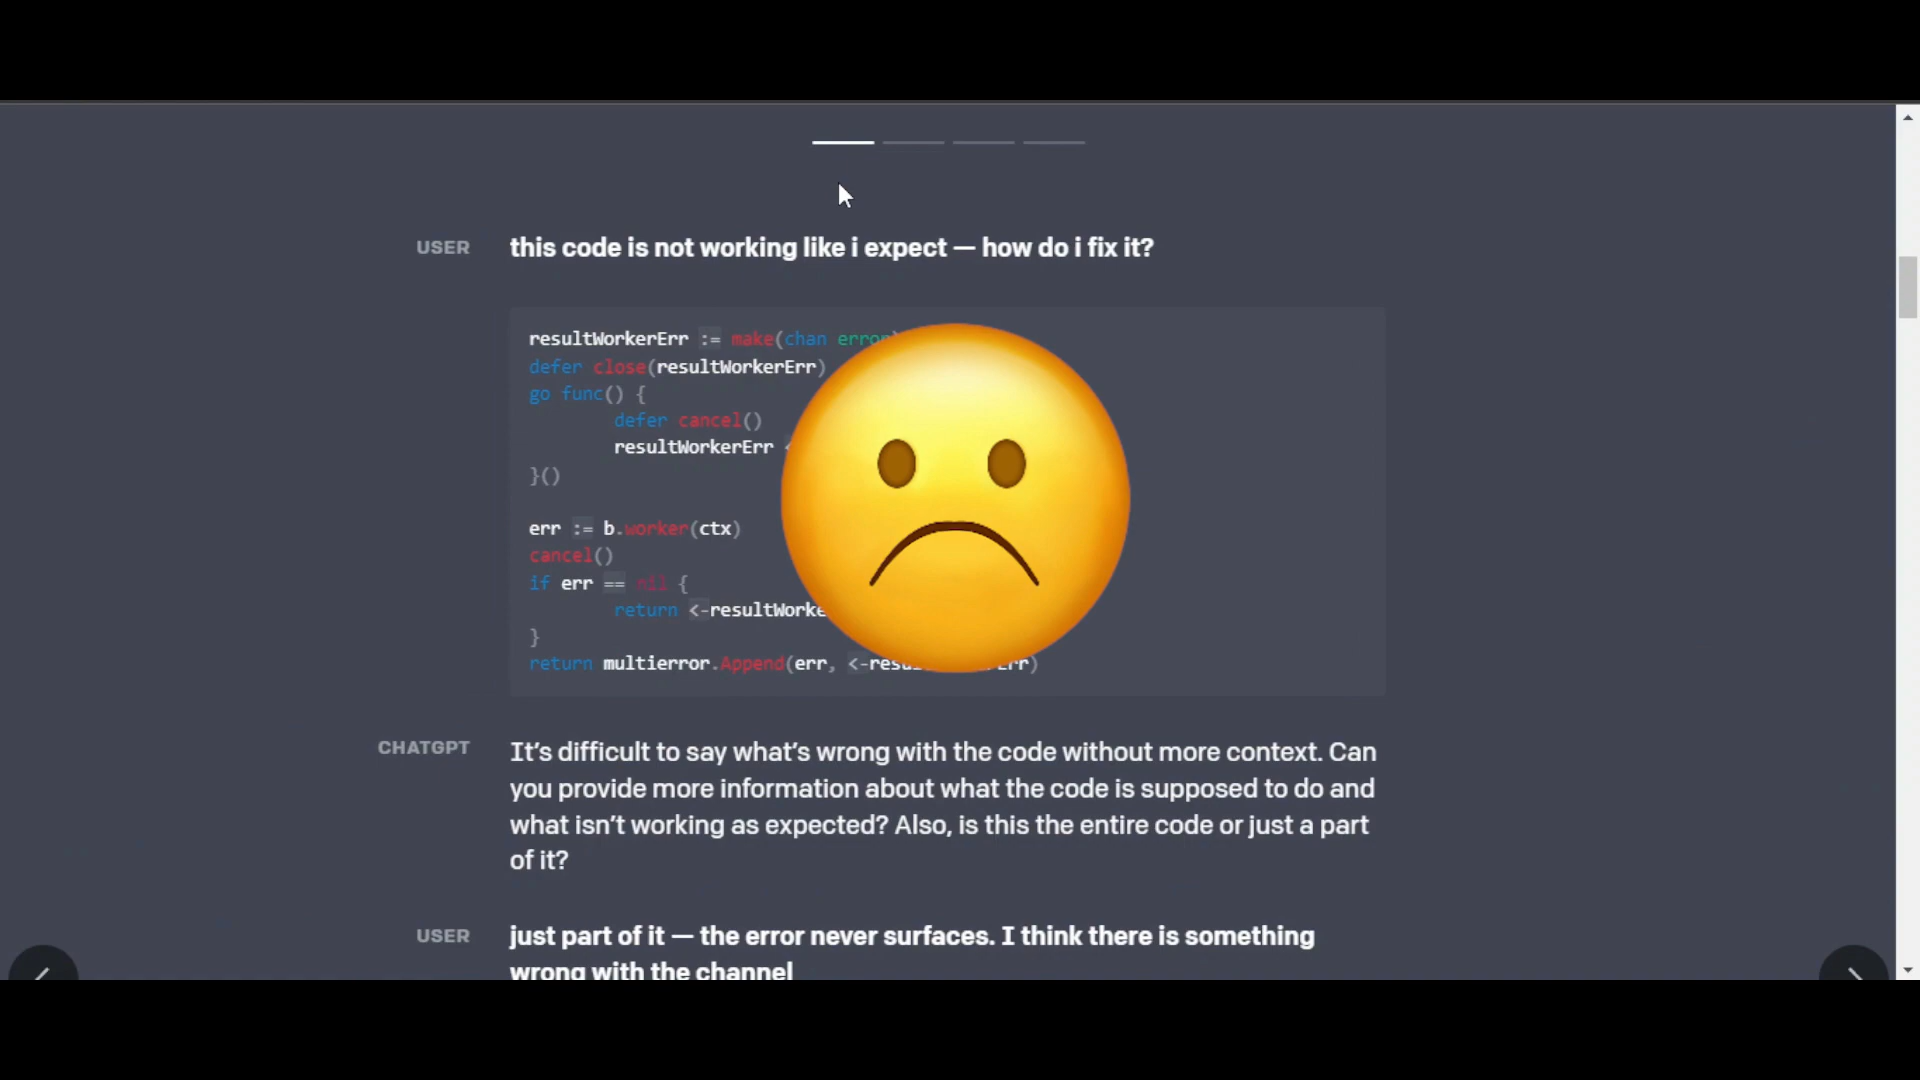 USER
this code is not working like i expect — how do i fix it?
resultWorkerErr := make(chan error)
defer close(resultWorkerErr)
go func() {
defer cancel()
resultWorkerErr
}()
err := b.worker(ctx)
cancel()
if err == nil {
return <-resultWorke
}
return multierror.Append(err, <-resu Err)
CHATGPT
It's difficult to say what's wrong with the code without more context. Can
you provide more information about what the code is supposed to do and
what isn't working as expected? Also, is this the entire code or just a part
of it?
USER
just part of it — the error never surfaces. I think there is something
wrong with the channel